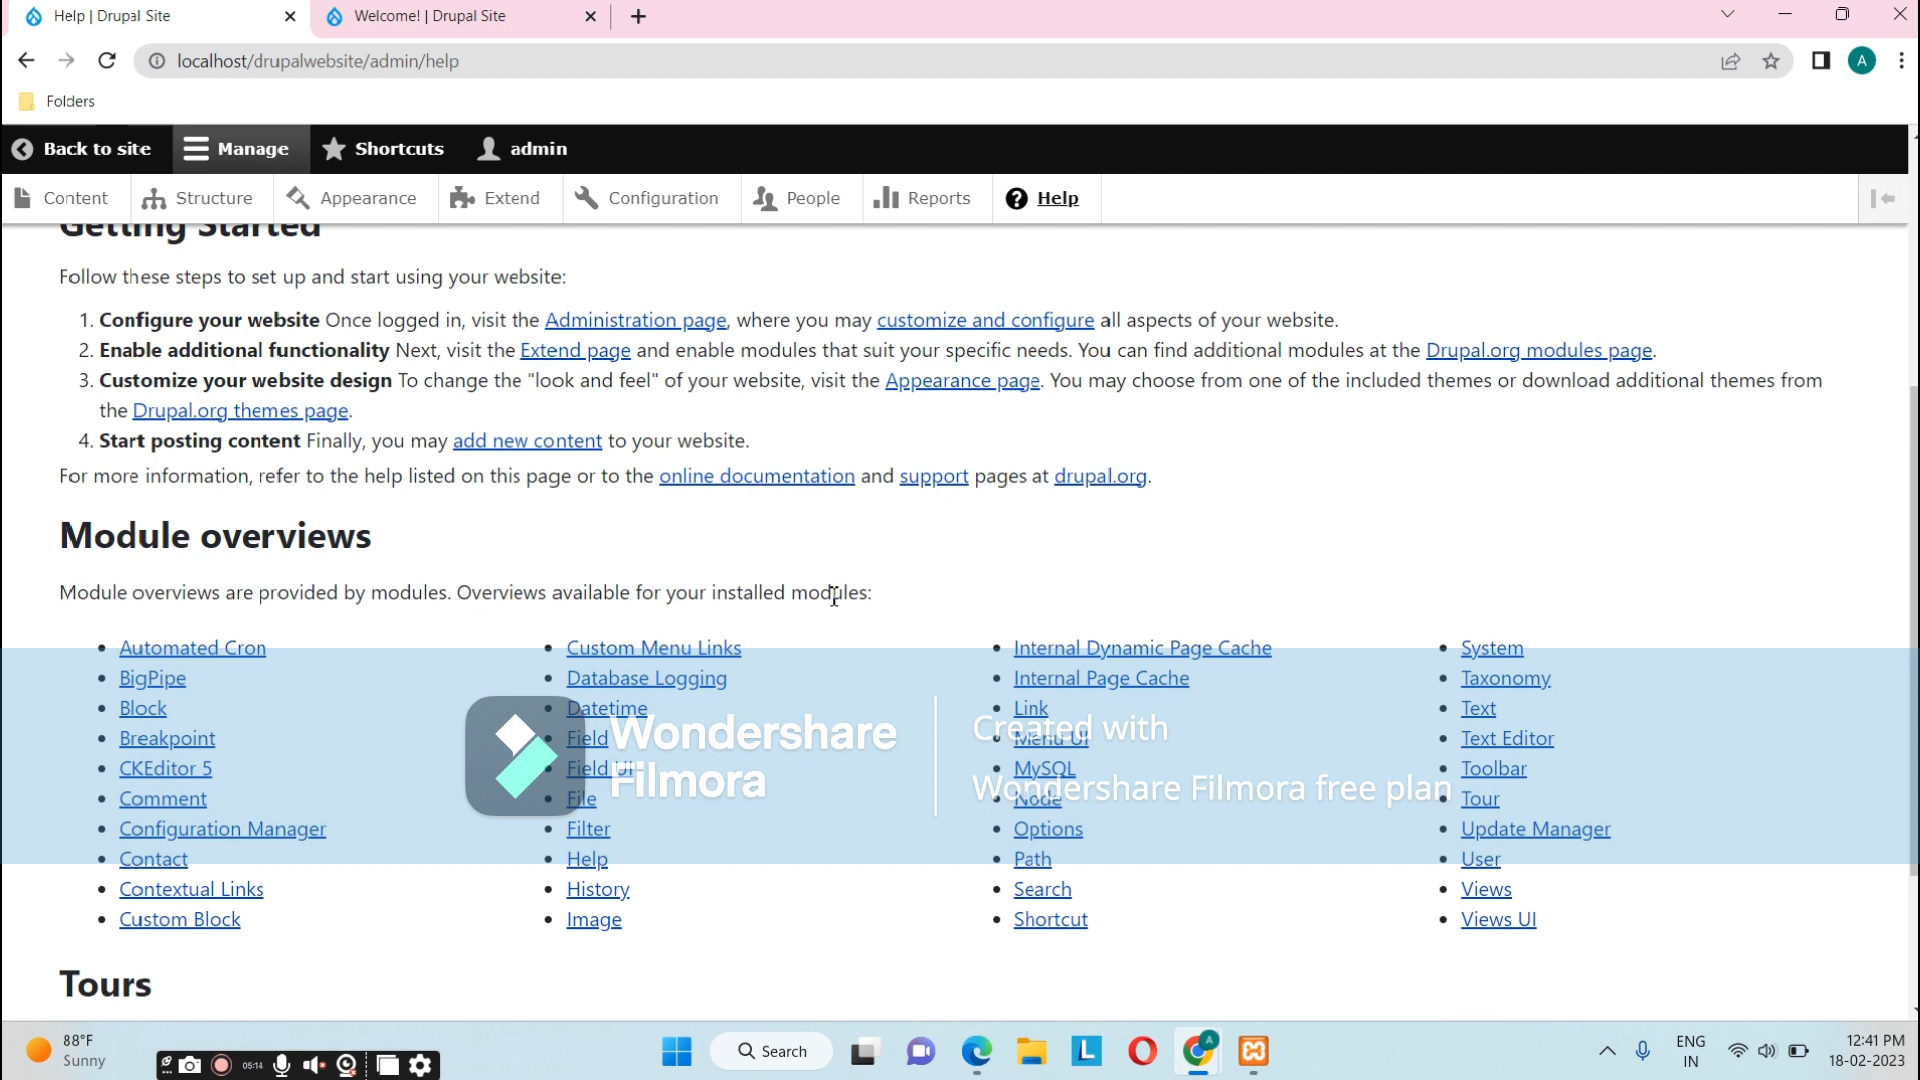 Help | Drupal Site
Welcome! | Drupal Site
localhost/drupalwebsite/admin/help
A
Folders
Back to site
Manage
Shortcuts
admin
Content
Structure
Appearance
Extend
Configuration
People
Reports
Help
Getting Started
Follow these steps to set up and start using your website:
1. Configure your website Once logged in, visit the Administration page, where you may customize and configure all aspects of your website.
2. Enable additional functionality Next, visit the Extend page and enable modules that suit your specific needs. You can find additional modules at the Drupal.org modules page.
3. Customize your website design To change the "look and feel" of your website, visit the Appearance page. You may choose from one of the included themes or download additional themes from
the Drupal.org themes page.
4. Start posting content Finally, you may add new content to your website.
For more information, refer to the help listed on this page or to the online documentation and support pages at drupal.org.
Module overviews
Module overviews are provided by modules. Overviews available for your installed modules:
Automated Cron
BigPipe
Block
Breakpoint
CKEditor 5
Comment
Configuration Manager
Contact
Contextual Links
Custom Block
Custom Menu Links
Database Logging
Datetime
Field
Field UI
File
Filter
Help
History
Image
Internal Dynamic Page Cache
Internal Page Cache
Link
Menu UI
MySQL
Node
Options
Path
Search
Shortcut
System
Taxonomy
Text
Text Editor
Toolbar
Tour
Update Manager
User
Views
Views UI
Wondershare
Filmora
Created with
Wondershare Filmora free plan
Tours
88°F
Sunny
05:14
Search
L
A
ENG
IN
12:41 PM
18-02-2023